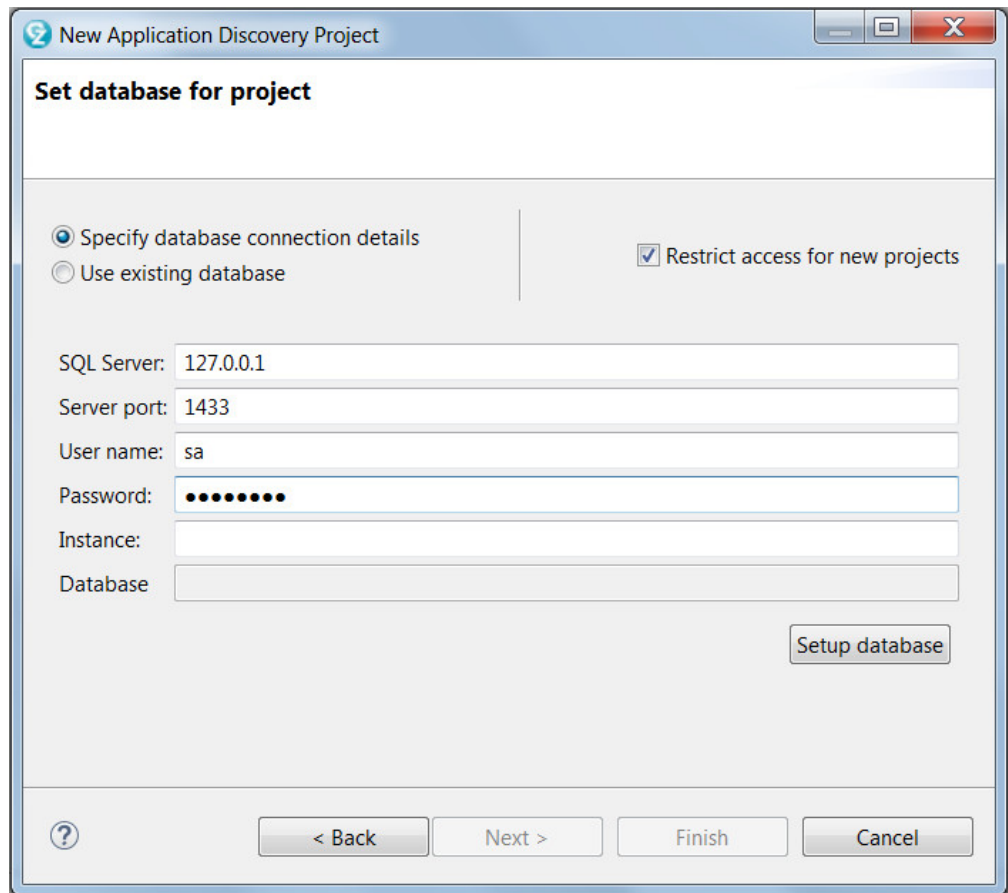 New Application Discovery Project
Set database for project
Specify database connection details
Use existing database
Restrict access for new projects
SQL Server: 127.0.0.1
Server port: 1433
User name: sa
Password: ●●●●●●●●
Instance:
Database
Setup database
? < Back Next > Finish Cancel